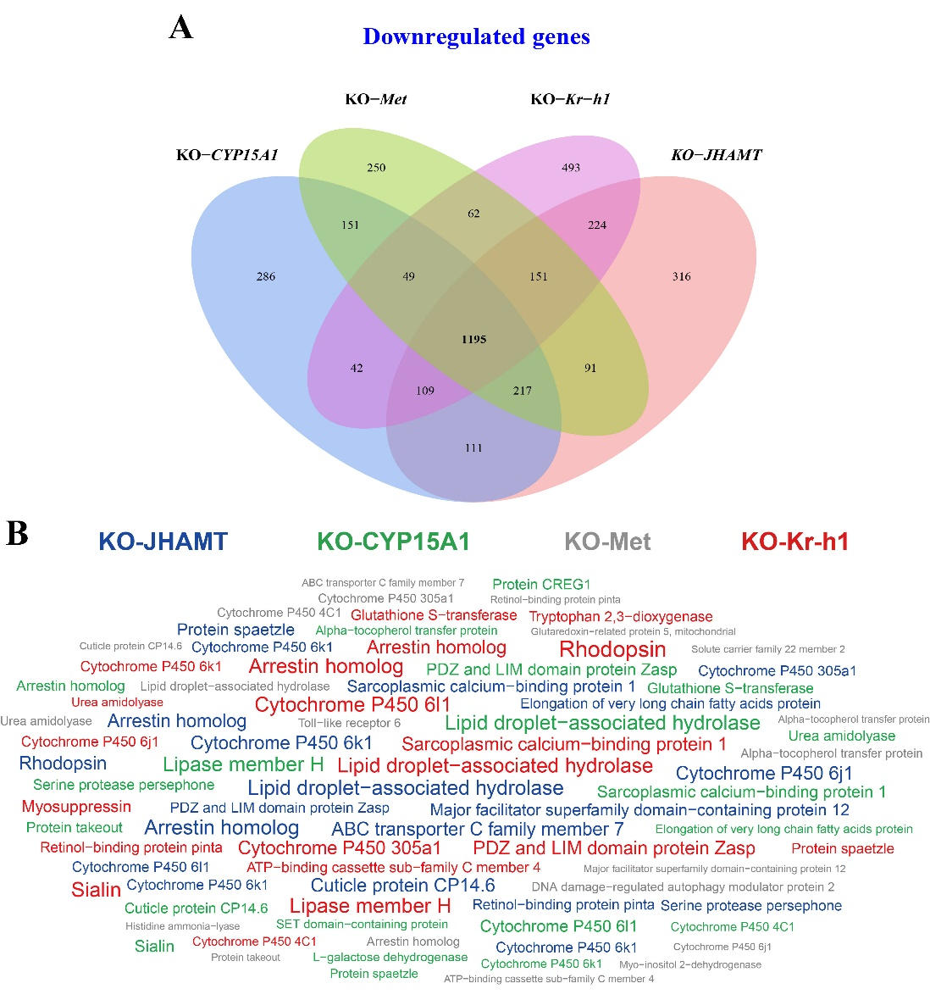 A
Downregulated genes
KO−Met
KO−Kr−h1
KO−CYP15A1
KO−JHAMT
250
493
62
151
224
286
49
151
316
1195
42
91
109
217
111
B
KO-JHAMT KO-CYP15A1 KO-Met KO-Kr-h1
ABC transporter C family member 7 Protein CREG1
Cytochrome P450 305a1 Retinol−binding protein pinta
Cytochrome P450 4C1 Glutathione S−transferase Tryptophan 2,3−dioxygenase
Protein spaetzle Alpha−tocopherol transfer protein Glutaredoxin−related protein 5, mitochondrial
Cuticle protein CP14.6 Cytochrome P450 6k1 Arrestin homolog Rhodopsin Solute carrier family 22 member 2
Cytochrome P450 6k1 Arrestin homolog PDZ and LIM domain protein Zasp Cytochrome P450 305a1
Arrestin homolog Lipid droplet−associated hydrolase Sarcoplasmic calcium−binding protein 1 Glutathione S−transferase
Urea amidolyase Cytochrome P450 6l1 Elongation of very long chain fatty acids protein
Urea amidolyase Arrestin homolog Toll−like receptor 6 Lipid droplet−associated hydrolase Alpha−tocopherol transfer protein
Cytochrome P450 6j1 Cytochrome P450 6k1 Sarcoplasmic calcium−binding protein 1 Urea amidolyase
Alpha−tocopherol transfer protein
Rhodopsin Lipase member H Lipid droplet−associated hydrolase Cytochrome P450 6j1
Serine protease persephone Lipid droplet−associated hydrolase Sarcoplasmic calcium−binding protein 1
Myosuppressin PDZ and LIM domain protein Zasp Major facilitator superfamily domain−containing protein 12
Protein takeout Arrestin homolog ABC transporter C family member 7 Elongation of very long chain fatty acids protein
Retinol−binding protein pinta Cytochrome P450 305a1 PDZ and LIM domain protein Zasp Protein spaetzle
Cytochrome P450 6l1 ATP−binding cassette sub−family C member 4 Major facilitator superfamily domain−containing protein 12
Sialin Cytochrome P450 6k1 Cuticle protein CP14.6 DNA damage−regulated autophagy modulator protein 2
Cuticle protein CP14.6 Lipase member H Retinol−binding protein pinta Serine protease persephone
Histidine ammonia−lyase SET domain−containing protein Cytochrome P450 6l1 Cytochrome P450 4C1
Sialin Cytochrome P450 4C1 Arrestin homolog Cytochrome P450 6k1 Cytochrome P450 6j1
Protein takeout L−galactose dehydrogenase Cytochrome P450 6k1 Myo−inositol 2−dehydrogenase
Protein spaetzle ATP−binding cassette sub−family C member 4